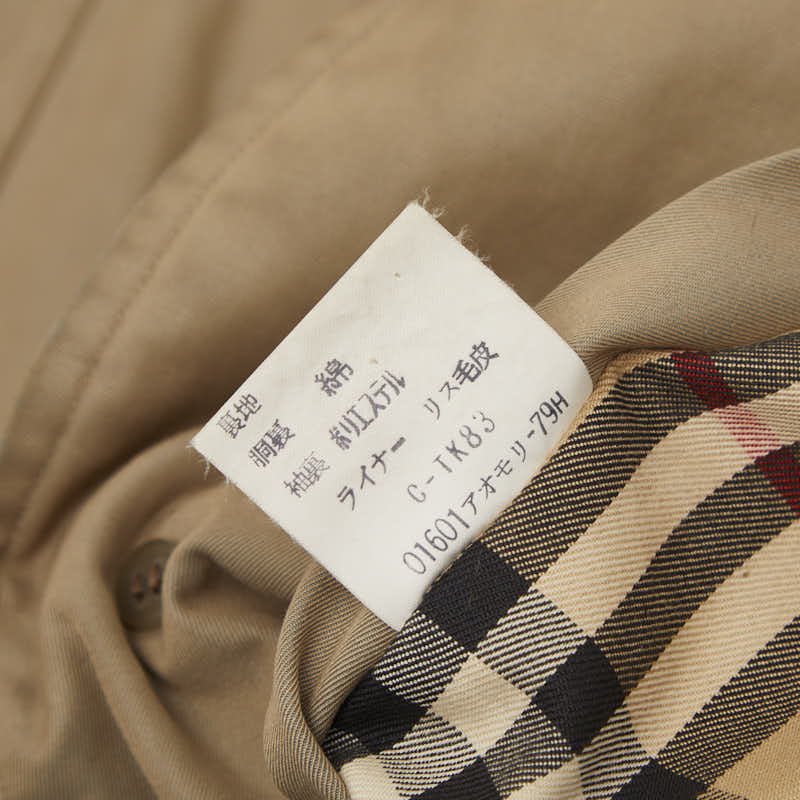 裏地
胴裏 綿
袖裏 ポリエステル
ライナー リス毛皮
C-TK83
01601アオモリ-79H